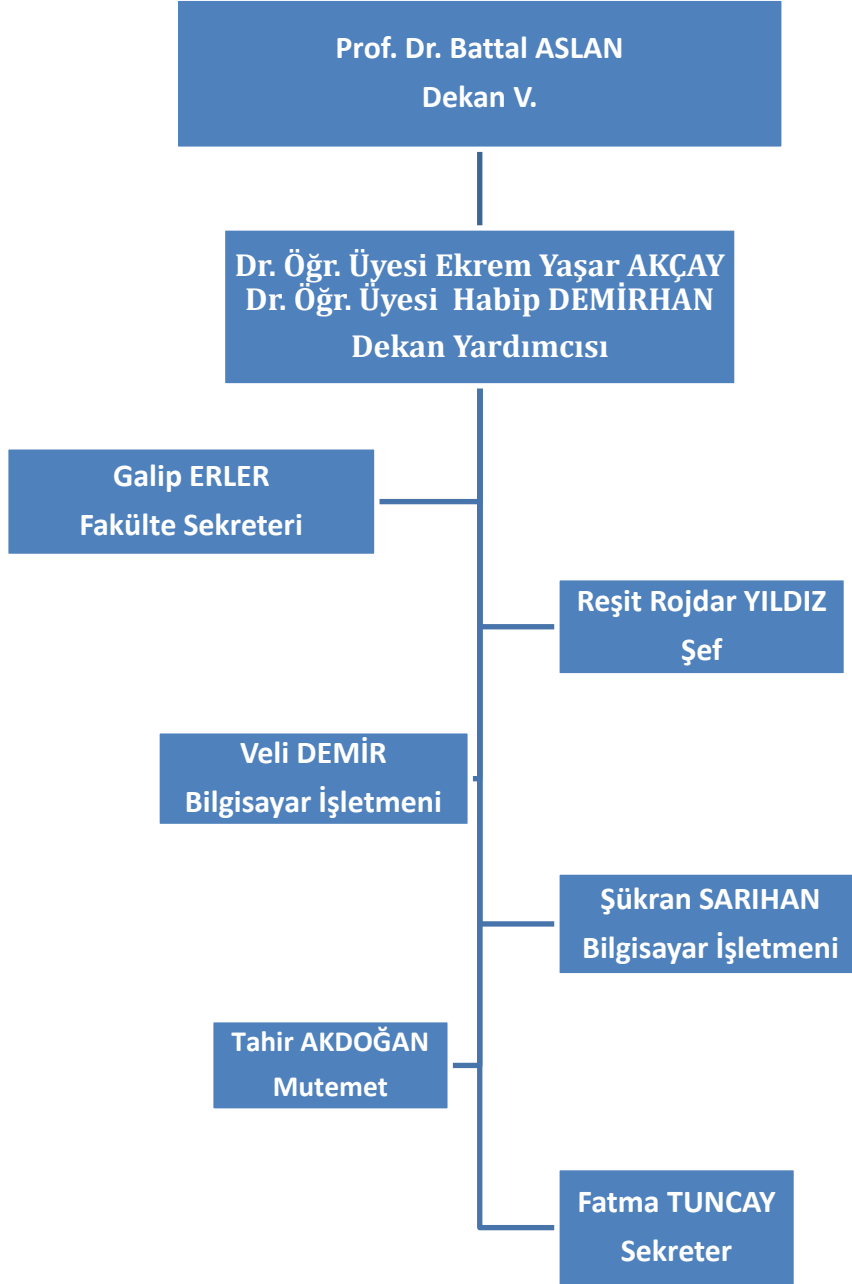 Prof. Dr. Battal ASLAN
Dekan V.
Dr. Öğr. Üyesi Ekrem Yaşar AKÇAY
Dr. Öğr. Üyesi  Habip DEMİRHAN
Dekan Yardımcısı
Galip ERLER
Fakülte Sekreteri
Reşit Rojdar YILDIZ
Şef
Veli DEMİR
Bilgisayar İşletmeni
Şükran SARIHAN
Bilgisayar İşletmeni
Tahir AKDOĞAN
Mutemet
Fatma TUNCAY
Sekreter